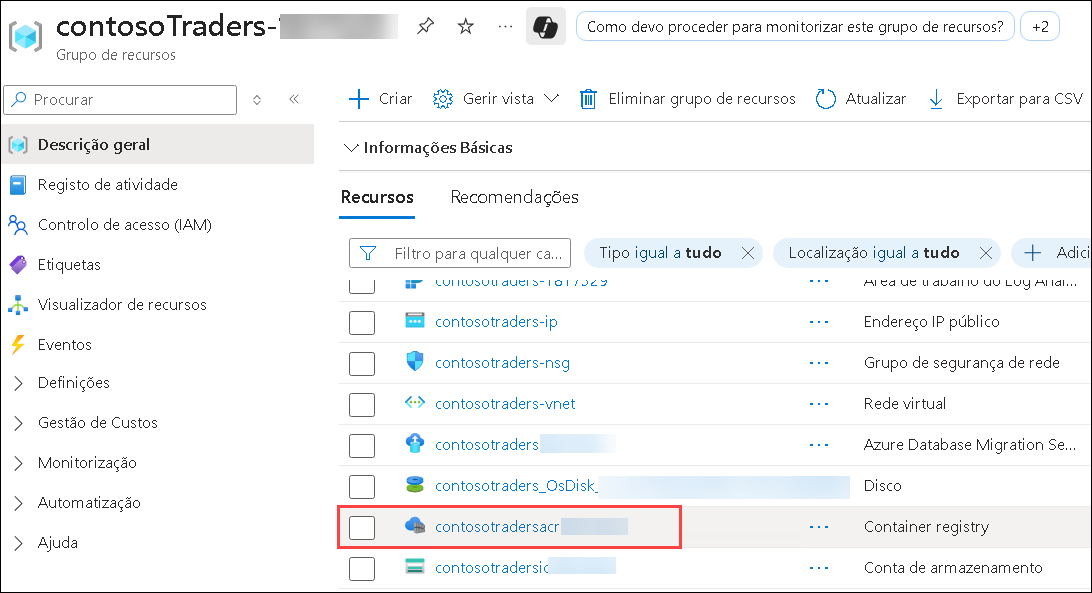 contosoTraders-
Grupo de recursos
Como devo proceder para monitorizar este grupo de recursos?
+2
Procurar
Criar
Gerir vista
Eliminar grupo de recursos
Atualizar
Exportar para CSV
Descrição geral
Registo de atividade
Controlo de acesso (IAM)
Etiquetas
Visualizador de recursos
Eventos
Definições
Gestão de Custos
Monitorização
Automatização
Ajuda
Informações Básicas
Recursos Recomendações
Filtro para qualquer ca...
Tipo igual a tudo
Localização igual a tudo
Adici
contosotraders-1817529 Área de trabalho do Log Anal...
contosotraders-ip Endereço IP público
contosotraders-nsg Grupo de segurança de rede
contosotraders-vnet Rede virtual
contosotraders Azure Database Migration Se...
contosotraders_OsDisk_ Disco
contosotradersacr Container registry
contosotradersic Conta de armazenamento